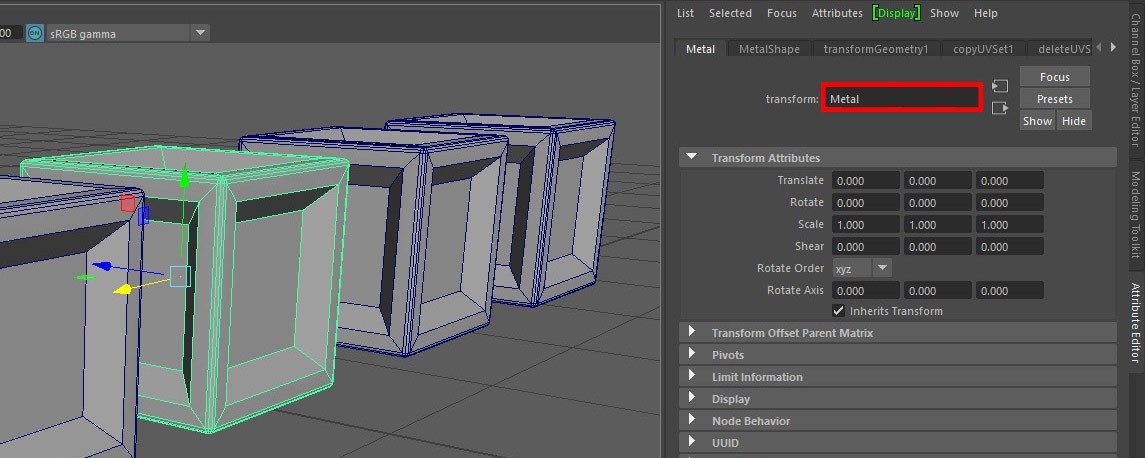 List Selected Focus Attributes [Display] Show Help
00 ON sRGB gamma
Metal MetalShape transformGeometry1 copyUVSet1 deleteUVS
Focus
transform: Metal Presets
Show Hide
Transform Attributes
Translate 0.000 0.000 0.000
Rotate 0.000 0.000 0.000
Scale 1.000 1.000 1.000
Shear 0.000 0.000 0.000
Rotate Order xyz
Rotate Axis 0.000 0.000 0.000
Inherits Transform
Transform Offset Parent Matrix
Pivots
Limit Information
Display
Node Behavior
UUID
Channel Box / Layer Editor
Modeling Toolkit
Attribute Editor